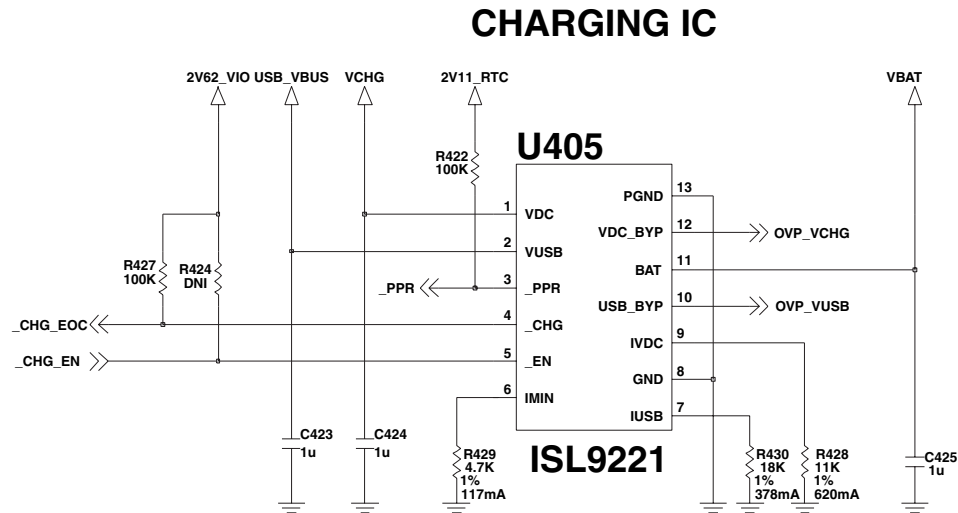 CHARGING IC
2V62_VIO USB_VBUS VCHG 2V11_RTC VBAT
U405
R422
100K
PGND 13
1 VDC
VDC_BYP 12 OVP_VCHG
2 VUSB
BAT 11
R427
100K
R424
DNI
_PPR 3 _PPR
USB_BYP 10 OVP_VUSB
_CHG_EOC 4 _CHG
IVDC 9
_CHG_EN 5 _EN
GND 8
6 IMIN
IUSB 7
C423
1u
C424
1u
R429
4.7K
1%
117mA
ISL9221
R430
18K
1%
378mA
R428
11K
1%
620mA
C425
1u